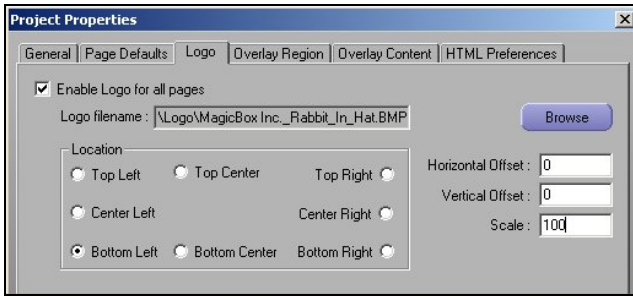 Project Properties
General Page Defaults Logo Overlay Region Overlay Content HTML Preferences
Enable Logo for all pages
Logo filename : \Logo\MagicBox Inc._Rabbit_In_Hat.BMP Browse
Location
Top Left Top Center Top Right
Center Left Center Right
Bottom Left Bottom Center Bottom Right
Horizontal Offset : 0
Vertical Offset : 0
Scale : 100